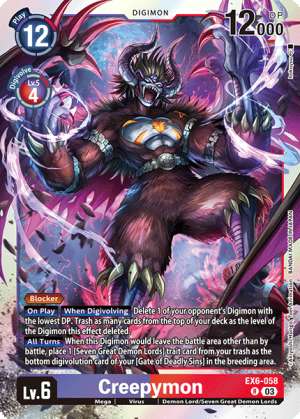 DIGIMON
Play
12
12000 DP
Digivolve
Lv.5
4
Blocker
On Play When Digivolving Delete 1 of your opponent's Digimon with
the lowest DP. Trash as many cards from the top of your deck as the level of
the Digimon this effect deleted.
All Turns When this Digimon would leave the battle area other than by
battle, place 1 [Seven Great Demon Lords] trait card from your trash as the
bottom digivolution card of your [Gate of Deadly Sins] in the breeding area.
EX6-058
Lv.6
Creepymon
R 03
Mega Virus Demon Lord/Seven Great Demon Lords